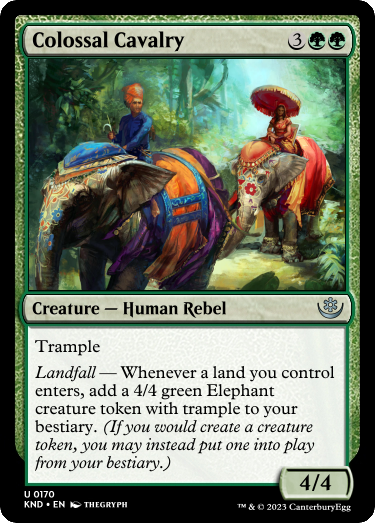 Colossal Cavalry 3
Creature — Human Rebel
Trample
Landfall — Whenever a land you control
enters, add a 4/4 green Elephant
creature token with trample to your
bestiary. (If you would create a creature
token, you may instead put one into play
from your bestiary.)
4/4
U 0170
KND • EN THEGRYPH
™ & © 2023 CanterburyEgg